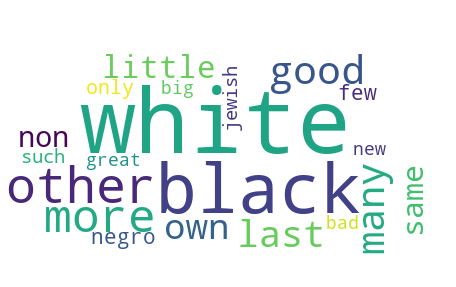 little
only
big
jewish
good
few
white
non
such
great
new
other
black
many
same
more
negro
own
last
bad